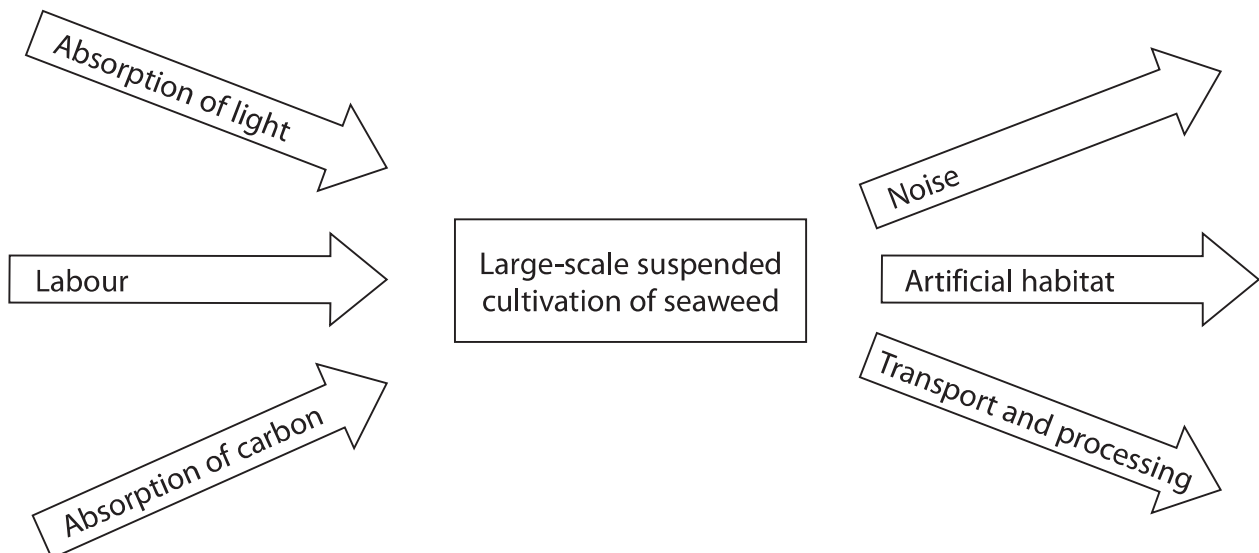 Absorption of light
Labour
Absorption of carbon
Large-scale suspended
cultivation of seaweed
Noise
Artificial habitat
Transport and processing